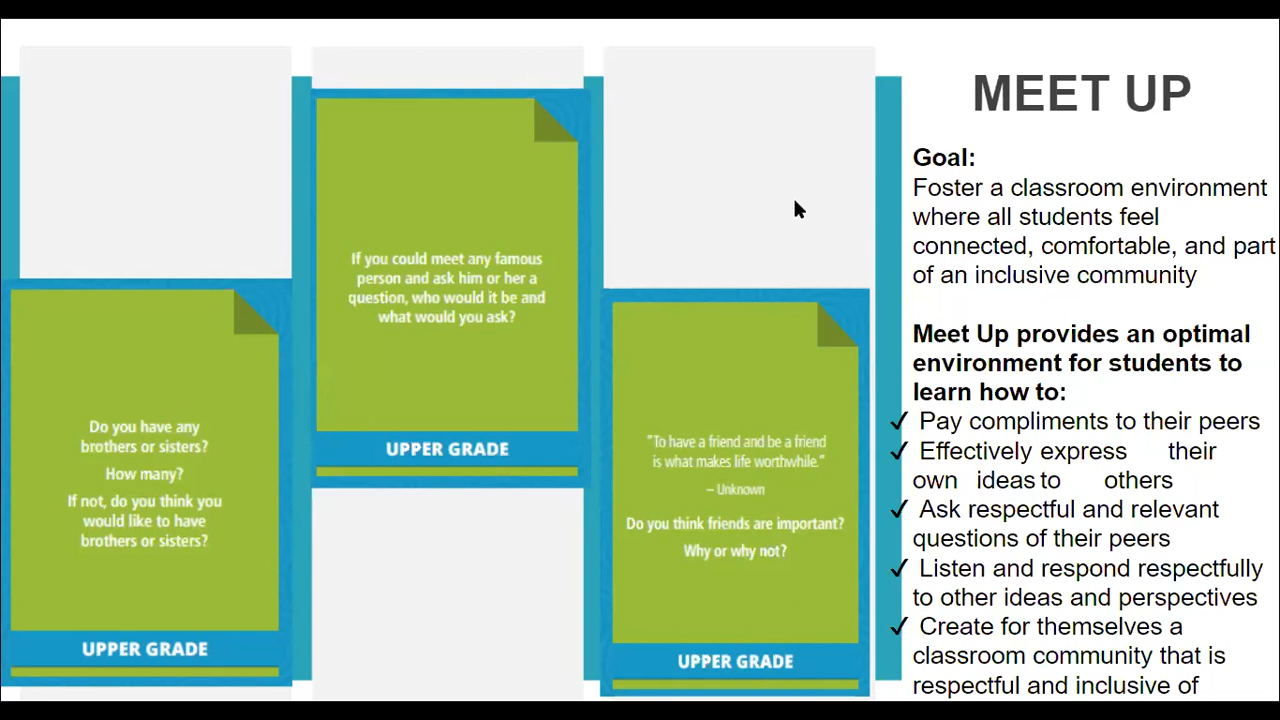 MEET UP
Goal:
Foster a classroom environment
where all students feel
connected, comfortable, and part
of an inclusive community
Meet Up provides an optimal
environment for students to
learn how to:
✓ Pay compliments to their peers
✓ Effectively express their
own ideas to others
✓ Ask respectful and relevant
questions of their peers
✓ Listen and respond respectfully
to other ideas and perspectives
✓ Create for themselves a
classroom community that is
respectful and inclusive of
Do you have any
brothers or sisters?
How many?
If not, do you think you
would like to have
brothers or sisters?
UPPER GRADE
If you could meet any famous
person and ask him or her a
question, who would it be and
what would you ask?
UPPER GRADE
"To have a friend and be a friend
is what makes life worthwhile."
– Unknown
Do you think friends are important?
Why or why not?
UPPER GRADE